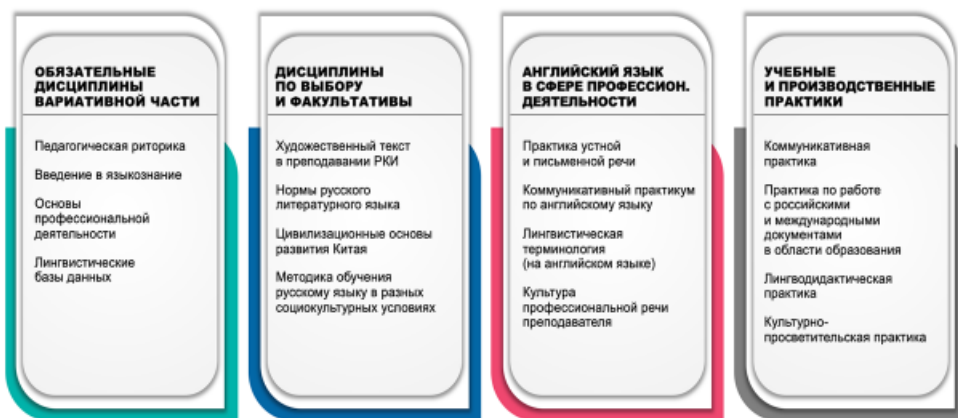 ОБЯЗАТЕЛЬНЫЕ
ДИСЦИПЛИНЫ
ВАРИАТИВНОЙ ЧАСТИ
Педагогическая риторика
Введение в языкознание
Основы
профессиональной
деятельности
Лингвистические
базы данных
ДИСЦИПЛИНЫ
ПО ВЫБОРУ
И ФАКУЛЬТАТИВЫ
Художественный текст
в преподавании РКИ
Нормы русского
литературного языка
Цивилизационные основы
развития Китая
Методика обучения
русскому языку в разных
социокультурных условиях
АНГЛИЙСКИЙ ЯЗЫК
В СФЕРЕ ПРОФЕССИОН.
ДЕЯТЕЛЬНОСТИ
Практика устной
и письменной речи
Коммуникативный практикум
по английскому языку
Лингвистическая
терминология
(на английском языке)
Культура
профессиональной речи
преподавателя
УЧЕБНЫЕ
И ПРОИЗВОДСТВЕННЫЕ
ПРАКТИКИ
Коммуникативная
практика
Практика по работе
с российскими
и международными
документами
в области образования
Лингводидактическая
практика
Культурно-
просветительская практика